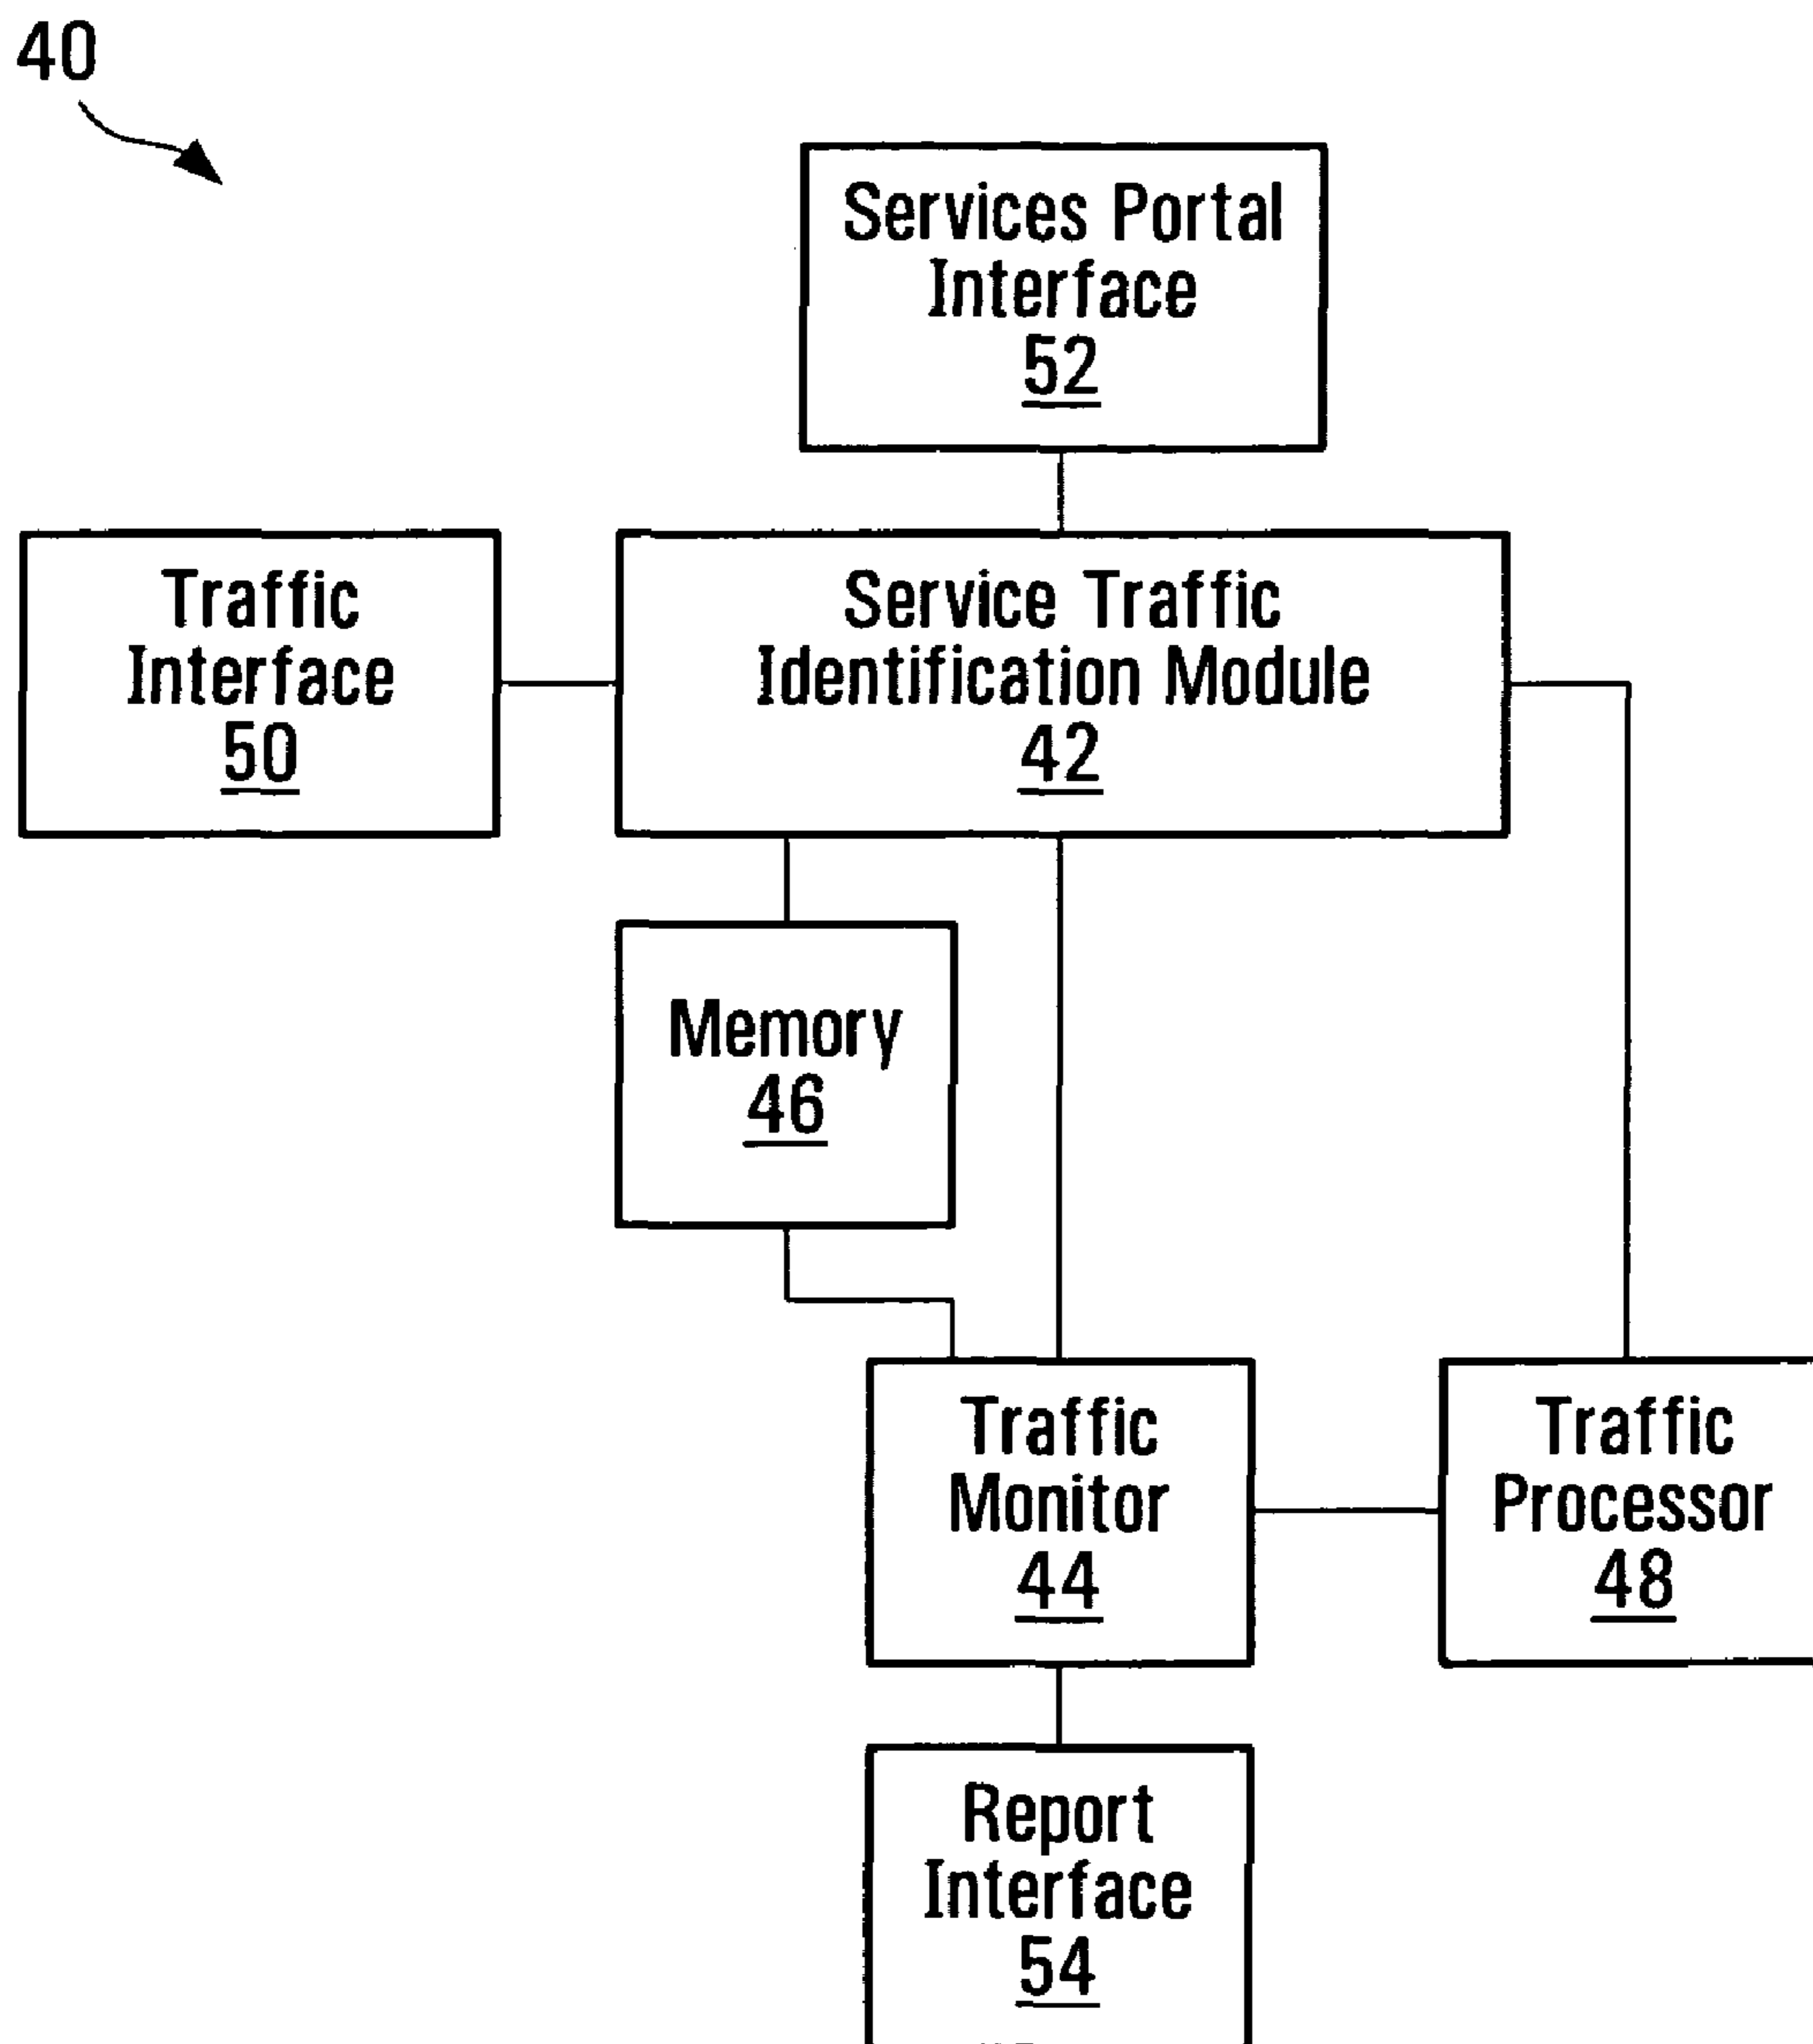 40
Services Portal
Interface
52
Traffic
Interface
50
Service Traffic
Identification Module
42
Memory
46
Traffic
Monitor
44
Traffic
Processor
48
Report
Interface
54